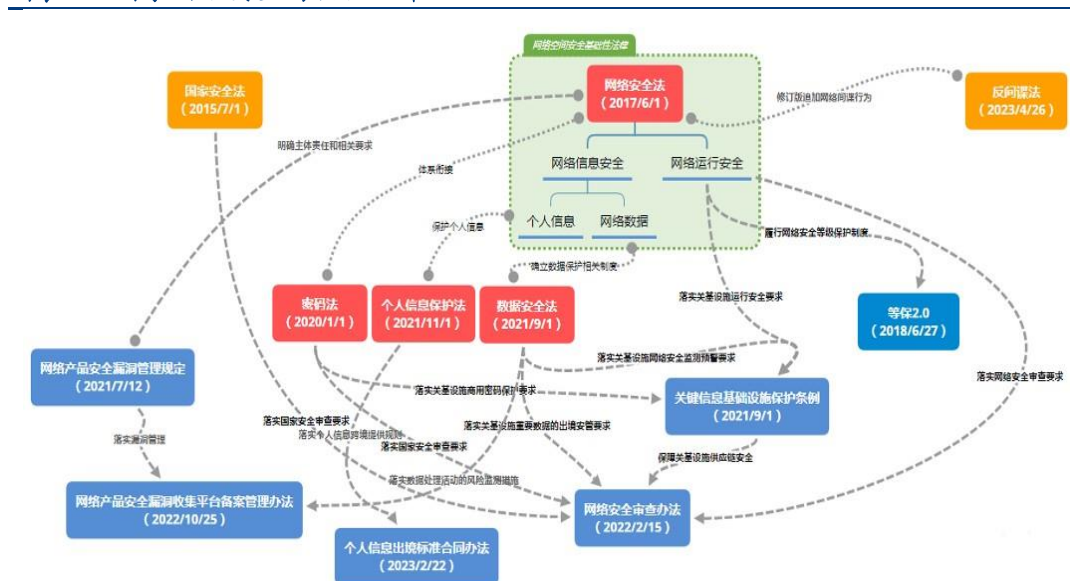 网络空间安全基础性法律
国家安全法
(2015/7/1)
网络安全法
(2017/6/1)
反间谍法
(2023/4/26)
修订版追加网络间谍行为
明确主体责任和相关要求
体系衔接
网络信息安全
网络运行安全
保护个人信息
个人信息
网络数据
履行网络安全等级保护制度
确立数据保护相关制度
密码法
(2020/1/1)
个人信息保护法
(2021/11/1)
数据安全法
(2021/9/1)
落实关基设施运行安全要求
等保2.0
(2018/6/27)
网络产品安全漏洞管理规定
(2021/7/12)
落实关基设施网络安全监测预警要求
落实网络安全审查要求
落实关基设施商用密码保护要求
关键信息基础设施保护条例
(2021/9/1)
落实漏洞管理
落实国家安全审查要求
落实个人信息跨境提供规则
落实国家安全审查要求
落实关基设施重要数据的出境安管要求
保障关基设施供应链安全
落实数据处理活动的风险监测措施
网络产品安全漏洞收集平台备案管理办法
(2022/10/25)
网络安全审查办法
(2022/2/15)
个人信息出境标准合同办法
(2023/2/22)